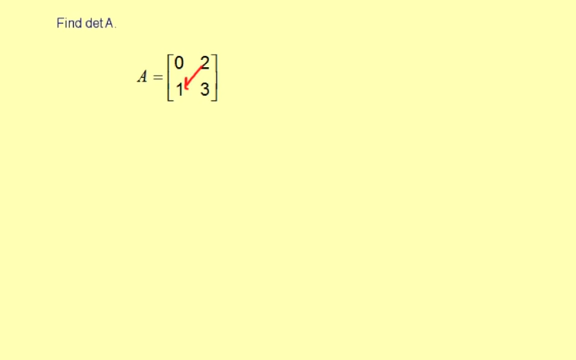 Find det A.
A = [0 2
1 3]